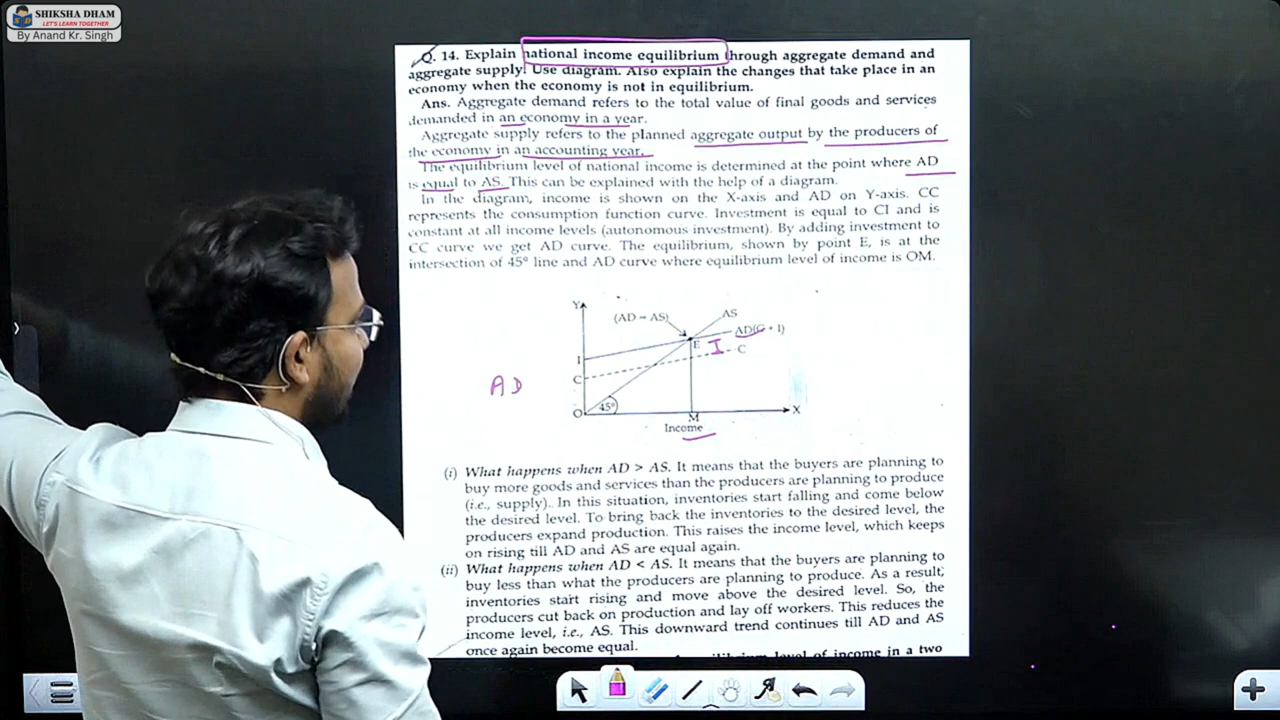 SHIKSHA DHAM
LET'S LEARN TOGETHER
By Anand Kr. Singh
Q. 14. Explain national income equilibrium through aggregate demand and
aggregate supply. Use diagram. Also explain the changes that take place in an
economy when the economy is not in equilibrium.
Ans. Aggregate demand refers to the total value of final goods and services
demanded in an economy in a year.
Aggregate supply refers to the planned aggregate output by the producers of
the economy in an accounting year.
The equilibrium level of national income is determined at the point where AD
is equal to AS. This can be explained with the help of a diagram.
In the diagram, income is shown on the X-axis and AD on Y-axis. CC
represents the consumption function curve. Investment is equal to CI and is
constant at all income levels (autonomous investment). By adding investment to
CC curve we get AD curve. The equilibrium, shown by point E, is at the
intersection of 45° line and AD curve where equilibrium level of income is OM.
Y
(AD = AS)
AS
AD(C + I)
E
I
C
I
C
AD
O
45°
M
X
Income
(i) What happens when AD > AS. It means that the buyers are planning to
buy more goods and services than the producers are planning to produce
(i.e., supply). In this situation, inventories start falling and come below
the desired level. To bring back the inventories to the desired level, the
producers expand production. This raises the income level, which keeps
on rising till AD and AS are equal again.
(ii) What happens when AD < AS. It means that the buyers are planning to
buy less than what the producers are planning to produce. As a result,
inventories start rising and move above the desired level. So, the
producers cut back on production and lay off workers. This reduces the
income level, i.e., AS. This downward trend continues till AD and AS
once again become equal.
level of income in a two